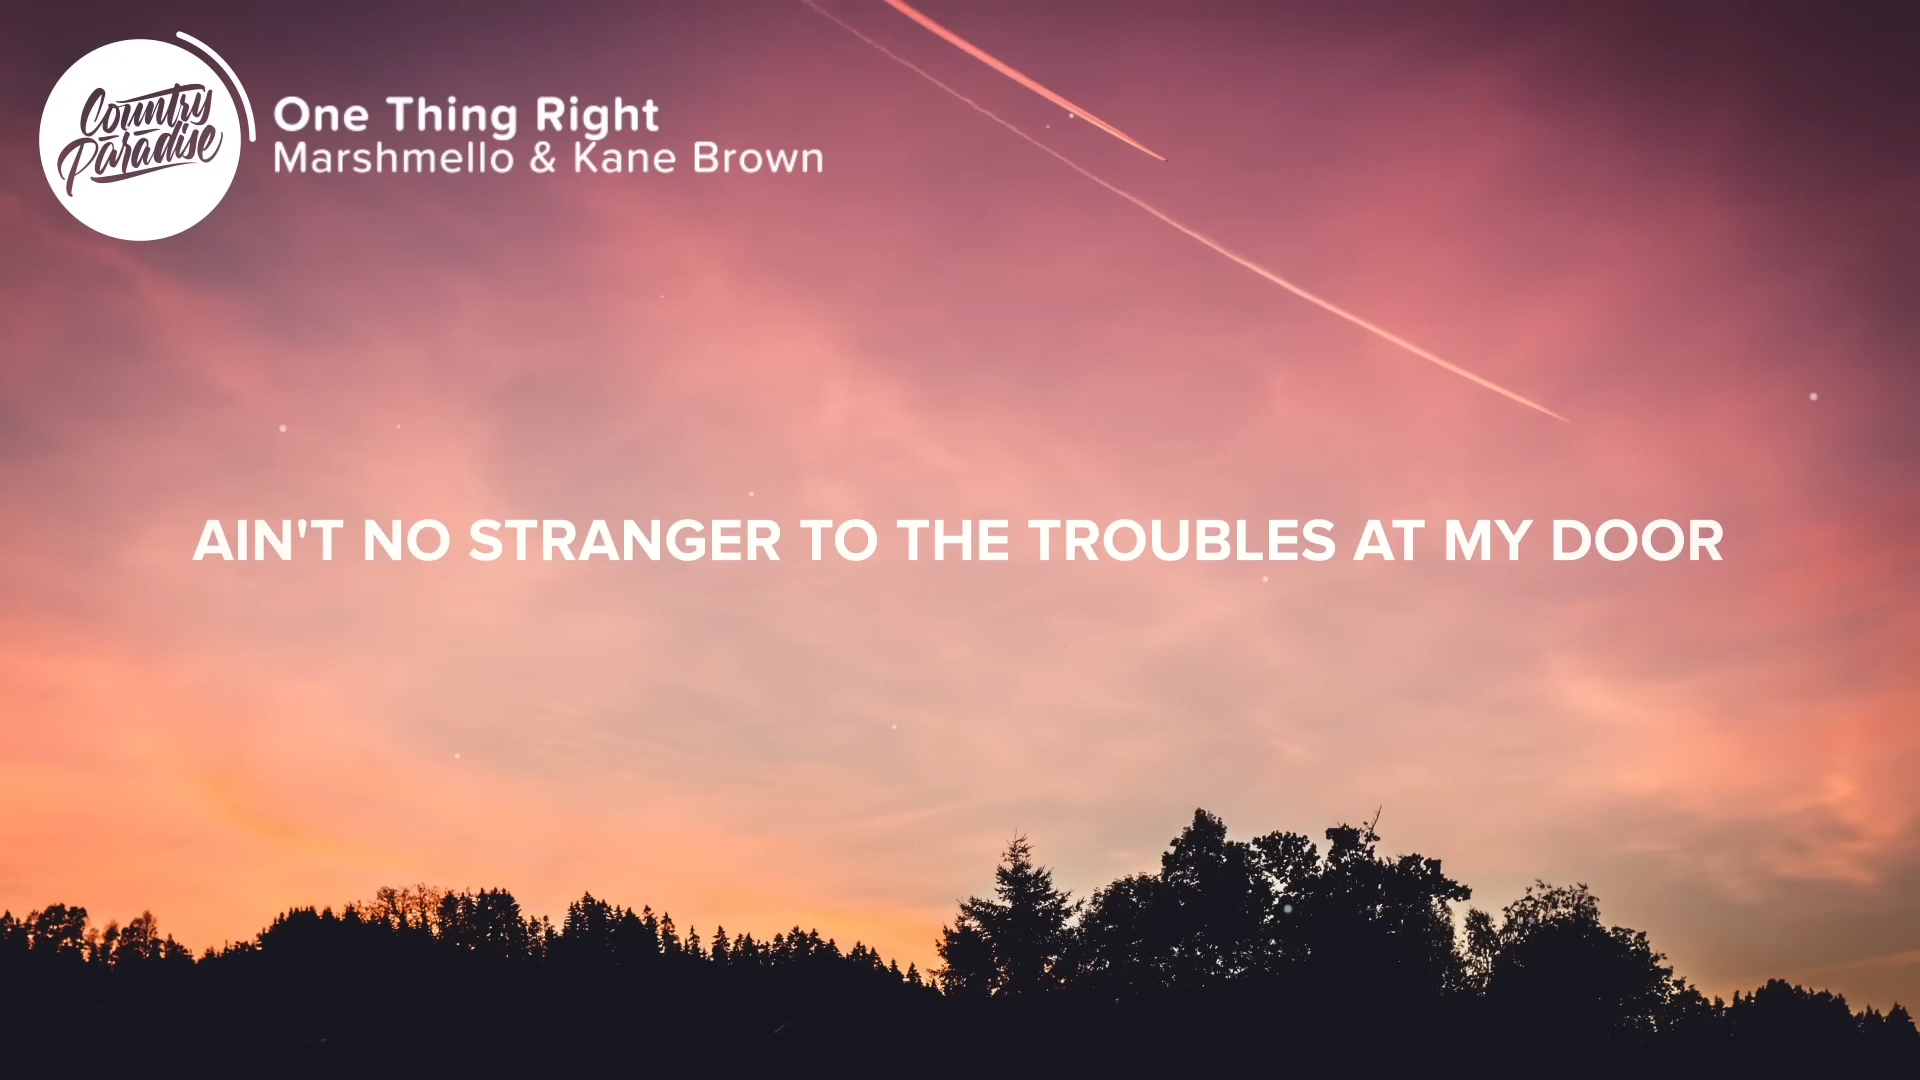 Country
Paradise
One Thing Right
Marshmello & Kane Brown
AIN'T NO STRANGER TO THE TROUBLES AT MY DOOR